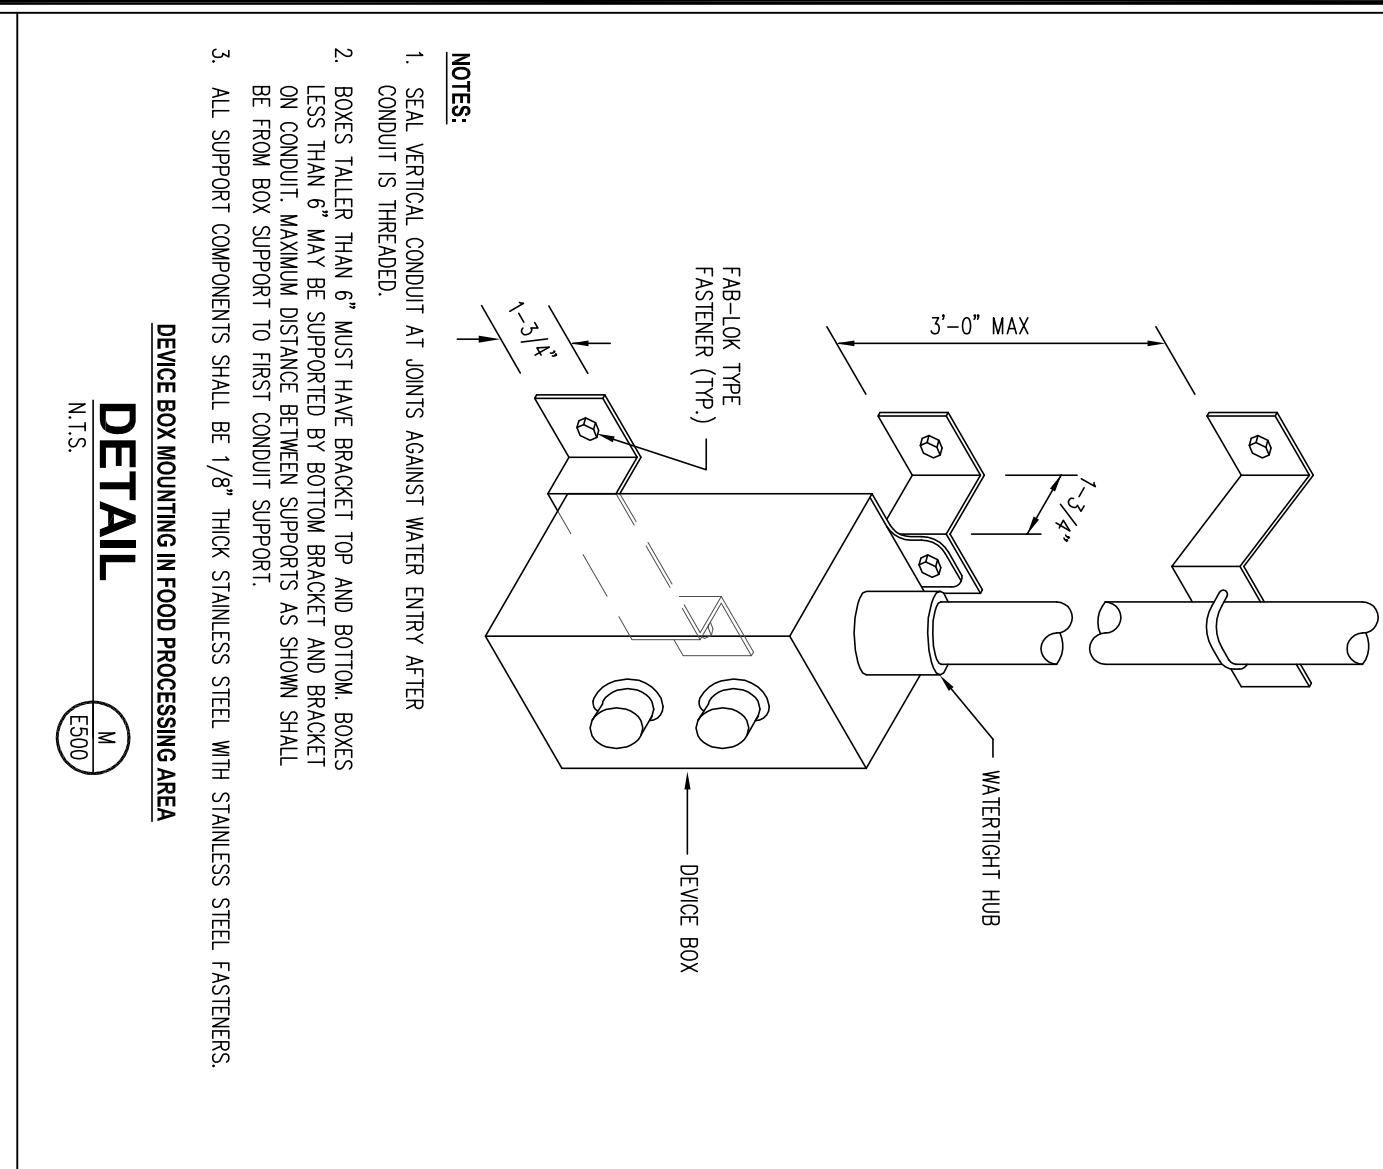 3'-0" MAX
1-3/4"
FAB-LOK TYPE
FASTENER (TYP.)
1-3/4"
WATERTIGHT HUB
DEVICE BOX
NOTES:
1. SEAL VERTICAL CONDUIT AT JOINTS AGAINST WATER ENTRY AFTER
CONDUIT IS THREADED.
2. BOXES TALLER THAN 6" MUST HAVE BRACKET TOP AND BOTTOM. BOXES
LESS THAN 6" MAY BE SUPPORTED BY BOTTOM BRACKET AND BRACKET
ON CONDUIT. MAXIMUM DISTANCE BETWEEN SUPPORTS AS SHOWN SHALL
BE FROM BOX SUPPORT TO FIRST CONDUIT SUPPORT.
3. ALL SUPPORT COMPONENTS SHALL BE 1/8" THICK STAINLESS STEEL WITH STAINLESS STEEL FASTENERS.
DEVICE BOX MOUNTING IN FOOD PROCESSING AREA
DETAIL
N.T.S.
M
E500